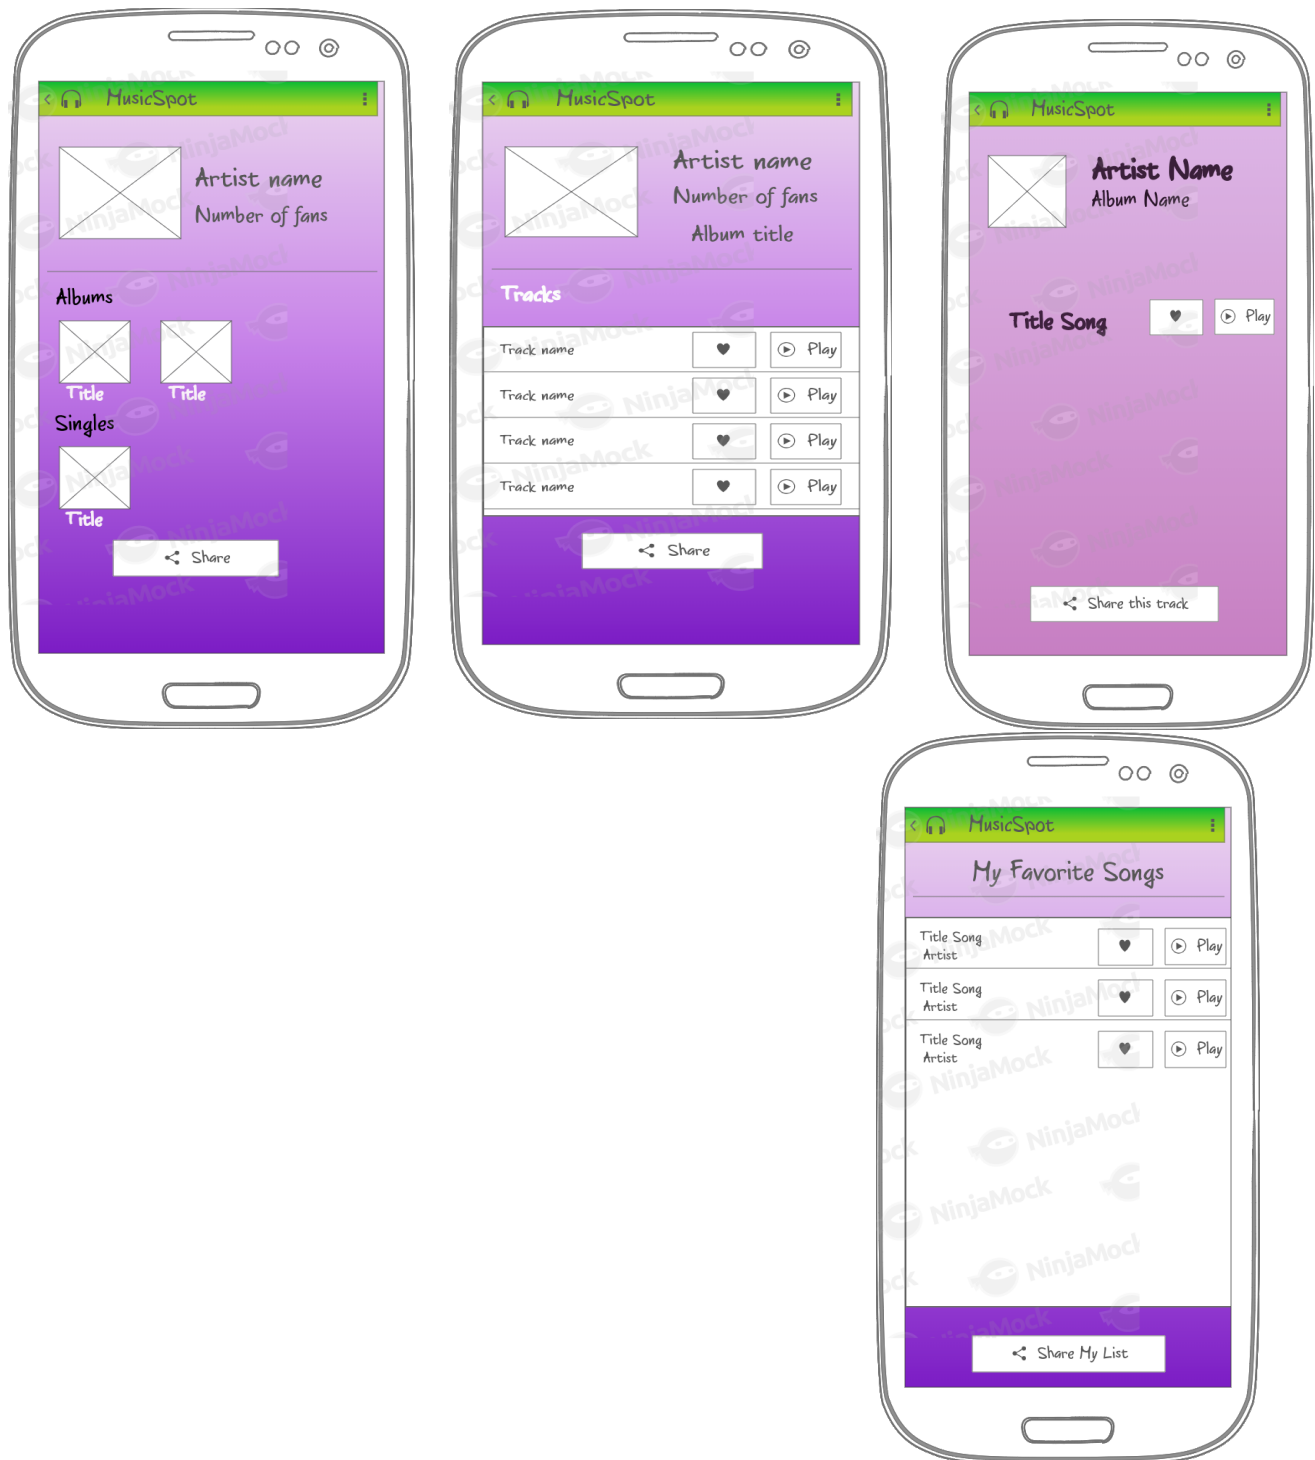 MusicSpot
Artist name
Number of fans
Albums
Title Title
Singles
Title
Share
MusicSpot
Artist name
Number of fans
Album title
Tracks
Track name Play
Track name Play
Track name Play
Track name Play
Share
MusicSpot
Artist Name
Album Name
Title Song Play
Share this track
MusicSpot
My Favorite Songs
Title Song
Artist
Play
Title Song
Artist
Play
Title Song
Artist
Play
Share My List
NinjaMock